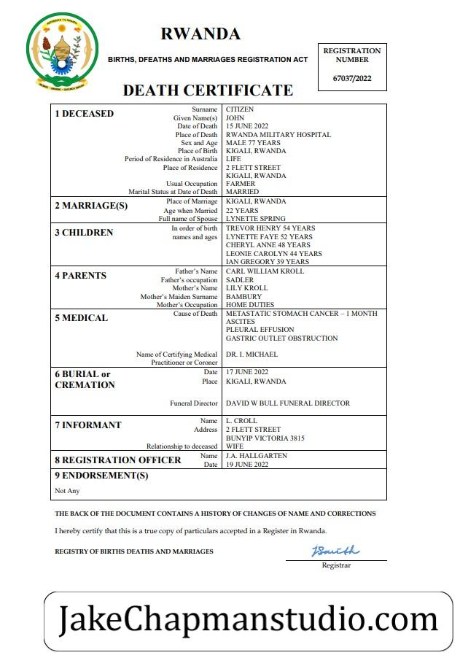 RWANDA
BIRTHS, DFEATHS AND MARRIAGES REGISTRATION ACT
REGISTRATION
NUMBER
67037/2022
DEATH CERTIFICATE
1 DECEASED
Surname CITIZEN
Given Name(s) JOHN
Date of Death 15 JUNE 2022
Place of Death RWANDA MILITARY HOSPITAL
Sex and Age MALE 77 YEARS
Place of Birth KIGALI, RWANDA
Period of Residence in Australia LIFE
Place of Residence 2 FLETT STREET
KIGALI, RWANDA
Usual Occupation FARMER
Marital Status at Date of Death MARRIED
2 MARRIAGE(S)
Place of Marriage KIGALI, RWANDA
Age when Married 22 YEARS
Full name of Spouse LYNETTE SPRING
3 CHILDREN
In order of birth TREVOR HENRY 54 YEARS
names and ages LYNETTE FAYE 52 YEARS
CHERYL ANNE 48 YEARS
LEONIE CAROLYN 44 YEARS
IAN GREGORY 39 YEARS
4 PARENTS
Father's Name CARL WILLIAM KROLL
Father's occupation SADLER
Mother's Name LILY KROLL
Mother's Maiden Surname BAMBURY
Mother's Occupation HOME DUTIES
5 MEDICAL
Cause of Death METASTATIC STOMACH CANCER – 1 MONTH
ASCITES
PLEURAL EFFUSION
GASTRIC OUTLET OBSTRUCTION
Name of Certifying Medical DR. I. MICHAEL
Practitioner or Coroner
6 BURIAL or
CREMATION
Date 17 JUNE 2022
Place KIGALI, RWANDA
Funeral Director DAVID W BULL FUNERAL DIRECTOR
7 INFORMANT
Name L. CROLL
Address 2 FLETT STREET
BUNYIP VICTORIA 3815
Relationship to deceased WIFE
8 REGISTRATION OFFICER
Name J.A. HALLGARTEN
Date 19 JUNE 2022
9 ENDORSEMENT(S)
Not Any
THE BACK OF THE DOCUMENT CONTAINS A HISTORY OF CHANGES OF NAME AND CORRECTIONS
I hereby certify that this is a true copy of particulars accepted in a Register in Rwanda.
REGISTRY OF BIRTHS DEATHS AND MARRIAGES
JSmith
Registrar
JakeChapmanstudio.com